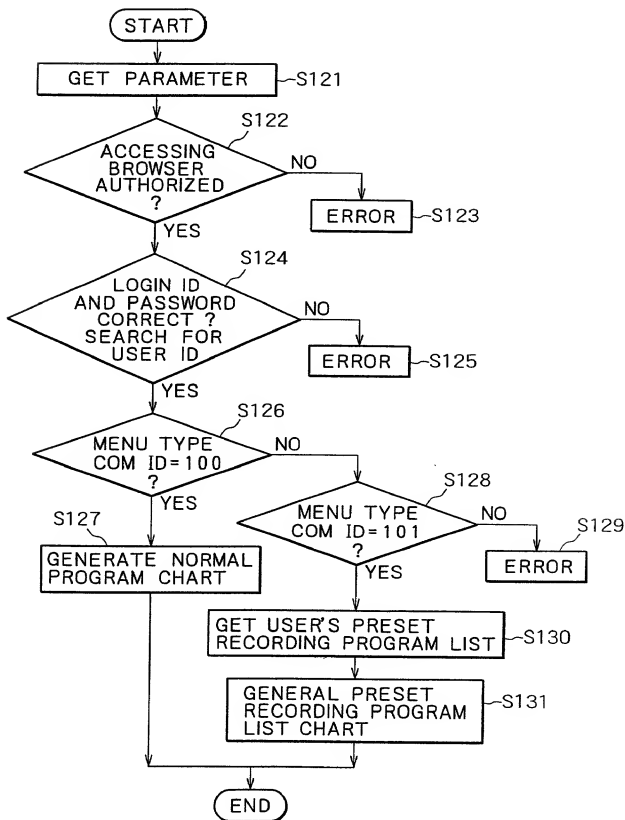 START
GET PARAMETER
S121
S122
ACCESSING
BROWSER
AUTHORIZED
?
NO
ERROR
S123
YES
S124
LOGIN ID
AND PASSWORD
CORRECT ?
SEARCH FOR
USER ID
NO
ERROR
S125
YES
S126
MENU TYPE
COM ID=100
?
NO
YES
S128
MENU TYPE
COM ID=101
?
NO
S129
ERROR
YES
S127
GENERATE NORMAL
PROGRAM CHART
GET USER'S PRESET
RECORDING PROGRAM LIST
S130
GENERAL PRESET
RECORDING PROGRAM
LIST CHART
S131
END